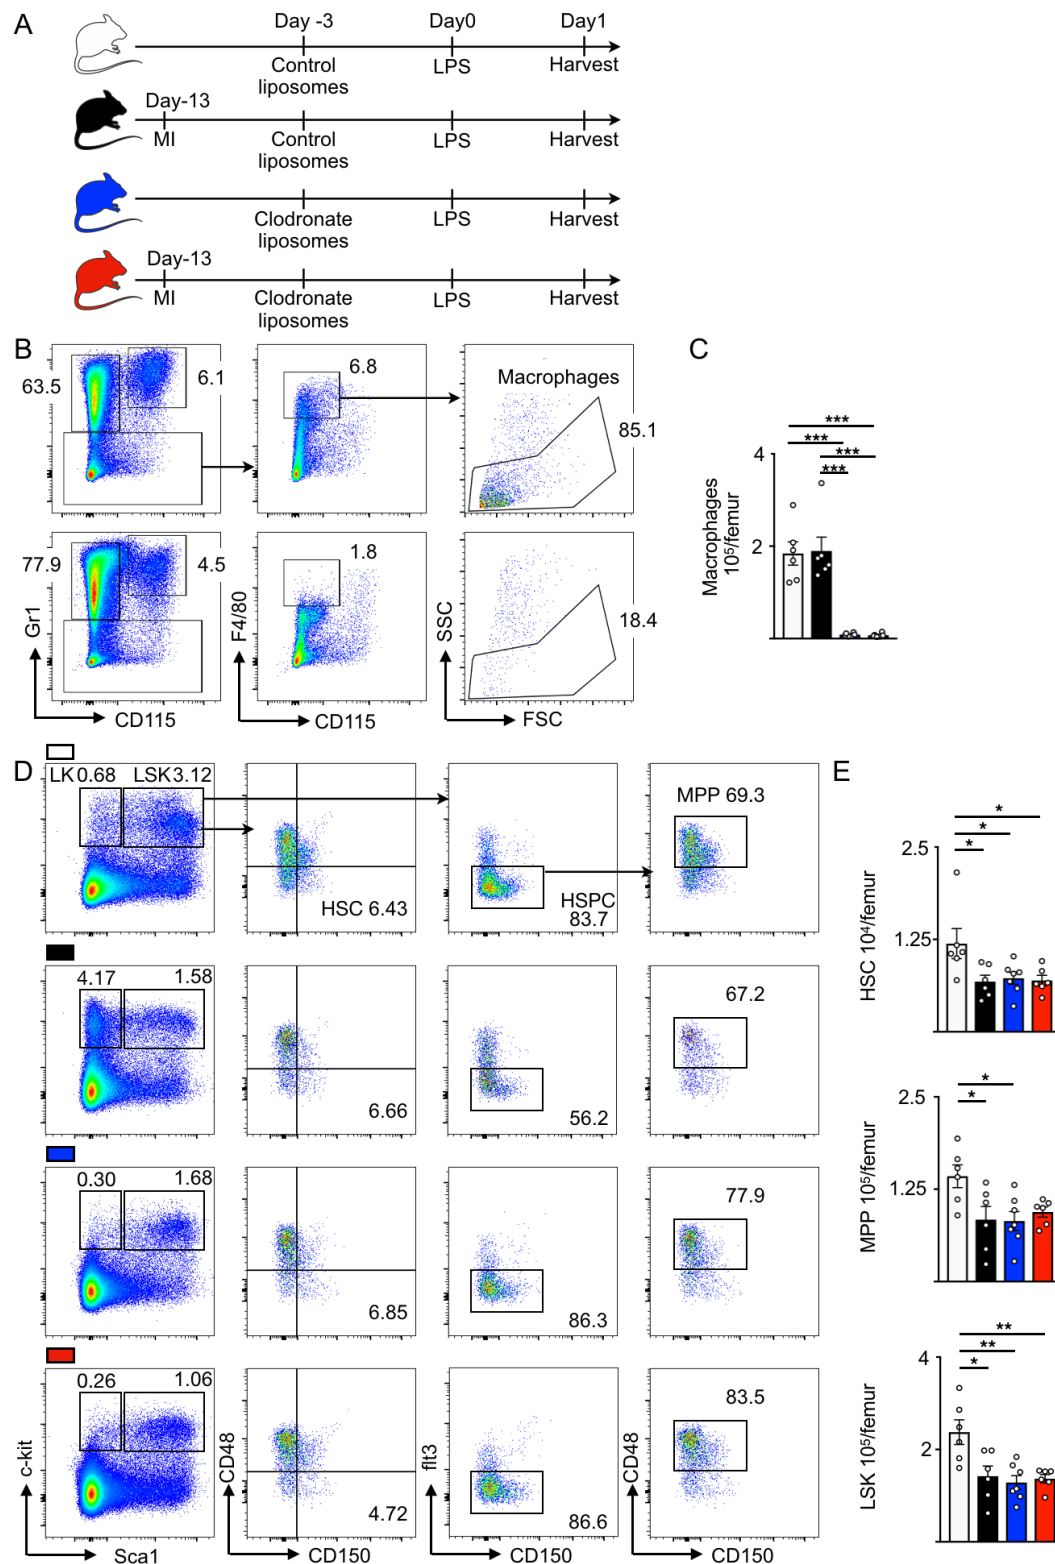 A
Day -3
Day0
Day1
Control
liposomes
LPS
Harvest
Day-13
MI
Control
liposomes
LPS
Harvest
Clodronate
liposomes
LPS
Harvest
Day-13
MI
Clodronate
liposomes
LPS
Harvest
B
63.5
6.1
6.8
Macrophages
85.1
77.9
4.5
1.8
18.4
Gr1
CD115
F4/80
CD115
SSC
FSC
C
***
***
***
***
4
2
Macrophages
10⁵/femur
D
LK 0.68
LSK 3.12
HSC 6.43
HSPC
83.7
MPP 69.3
4.17
1.58
6.66
56.2
67.2
0.30
1.68
6.85
86.3
77.9
0.26
1.06
4.72
86.6
83.5
c-kit
Sca1
CD48
CD150
flt3
CD150
CD48
CD150
E
*
*
*
2.5
1.25
HSC 10⁴/femur
*
*
2.5
1.25
MPP 10⁵/femur
**
**
*
4
2
LSK 10⁵/femur